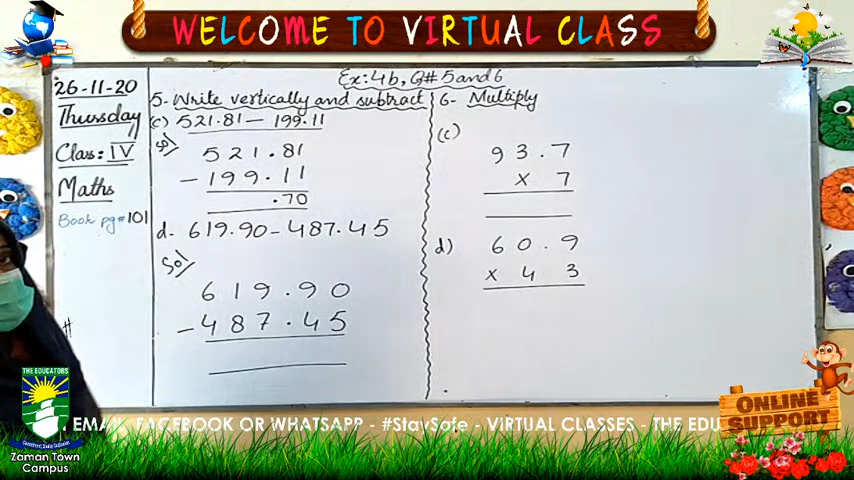 WELCOME TO VIRTUAL CLASS
26-11-20
Thursday
Class: IV
Maths
Book pg# 101
#
Ex: 4b, Q# 5 and 6
5- Write vertically and subtract
(c) 521.81 - 199.11
Sol
521.81
- 199.11
.70
d- 619.90 - 487.45
Sol
619.90
- 487.45
6- Multiply
(c)
93.7
x 7
d)
60.9
x 4 3
THE EDUCATORS
Zaman Town
Campus
FACEBOOK OR WHATSAPP - #StaySafe - VIRTUAL CLASSES - THE EDU
ONLINE
SUPPORT